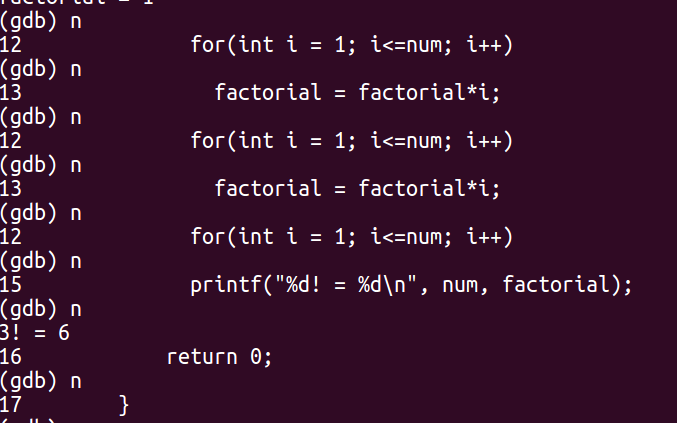 factorial = 1
(gdb) n
12              for(int i = 1; i<=num; i++)
(gdb) n
13                factorial = factorial*i;
(gdb) n
12              for(int i = 1; i<=num; i++)
(gdb) n
13                factorial = factorial*i;
(gdb) n
12              for(int i = 1; i<=num; i++)
(gdb) n
15              printf("%d! = %d\n", num, factorial);
(gdb) n
3! = 6
16            return 0;
(gdb) n
17        }